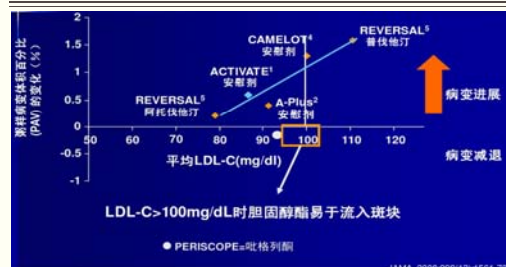 粥样病变体积百分比
(PAV) 的变化（%）
2
1.5
1
0.5
0
-0.5
-1
50
60
70
80
90
100
110
120
REVERSAL⁵
普伐他汀
CAMELOT⁴
安慰剂
ACTIVATE¹
安慰剂
A-Plus²
安慰剂
REVERSAL⁵
阿托伐他汀
病变进展
平均LDL-C(mg/dl)
病变减退
LDL-C>100mg/dL时胆固醇酯易于流入斑块
PERISCOPE=吡格列酮